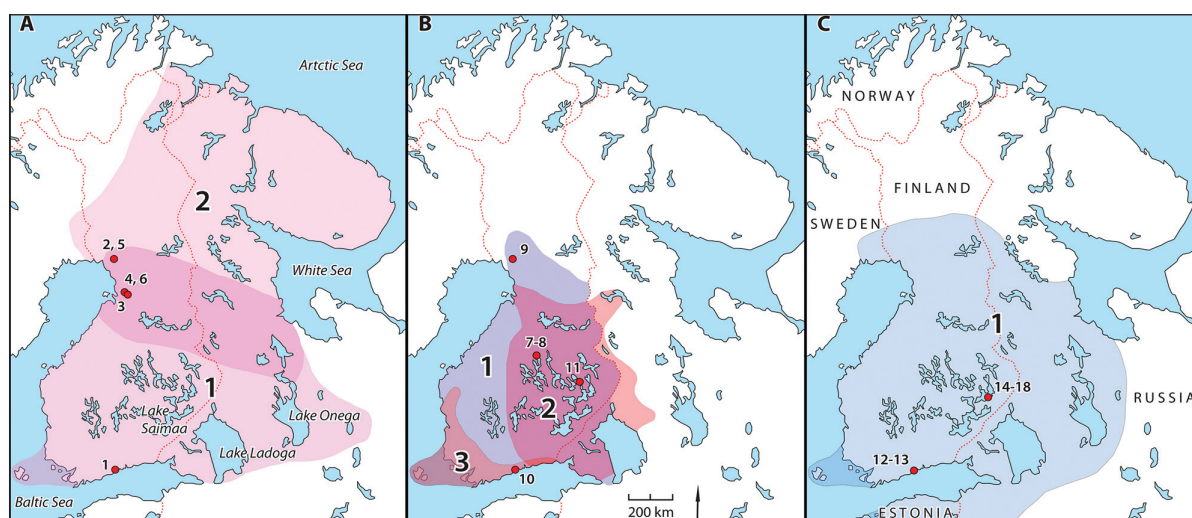 A
Artctic Sea
2
2, 5
4, 6
3
White Sea
1
Lake
Saimaa
Lake Onega
Lake Ladoga
1
Baltic Sea
B
9
7-8
1
11
2
3
10
200 km
C
NORWAY
FINLAND
SWEDEN
1
14-18
RUSSIA
12-13
ESTONIA